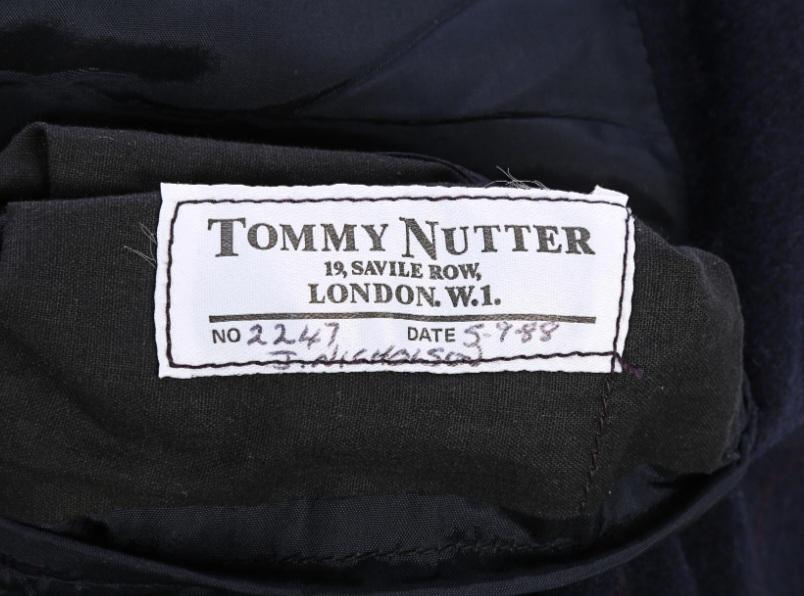 TOMMY NUTTER
19, SAVILE ROW,
LONDON. W.1.
NO 2247 DATE 5-9-88
J. NICHOLSON